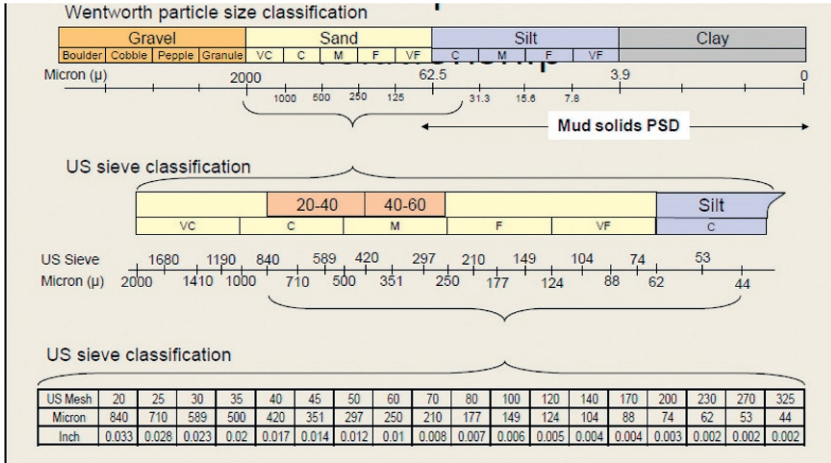 Wentworth particle size classification
Gravel Sand Silt Clay
Boulder Cobble Pepple Granule VC C M F VF C M F VF
Micron (μ) 2000 62.5 3.9 0
1000 500 250 125 31.3 15.6 7.8
Mud solids PSD
US sieve classification
20-40 40-60 Silt
VC C M F VF C
US Sieve 1680 1190 840 589 420 297 210 149 104 74 53
Micron (μ) 2000 1410 1000 710 500 351 250 177 124 88 62 44
US sieve classification
US Mesh 20 25 30 35 40 45 50 60 70 80 100 120 140 170 200 230 270 325
Micron 840 710 589 500 420 351 297 250 210 177 149 124 104 88 74 62 53 44
Inch 0.033 0.028 0.023 0.02 0.017 0.014 0.012 0.01 0.008 0.007 0.006 0.005 0.004 0.004 0.003 0.002 0.002 0.002